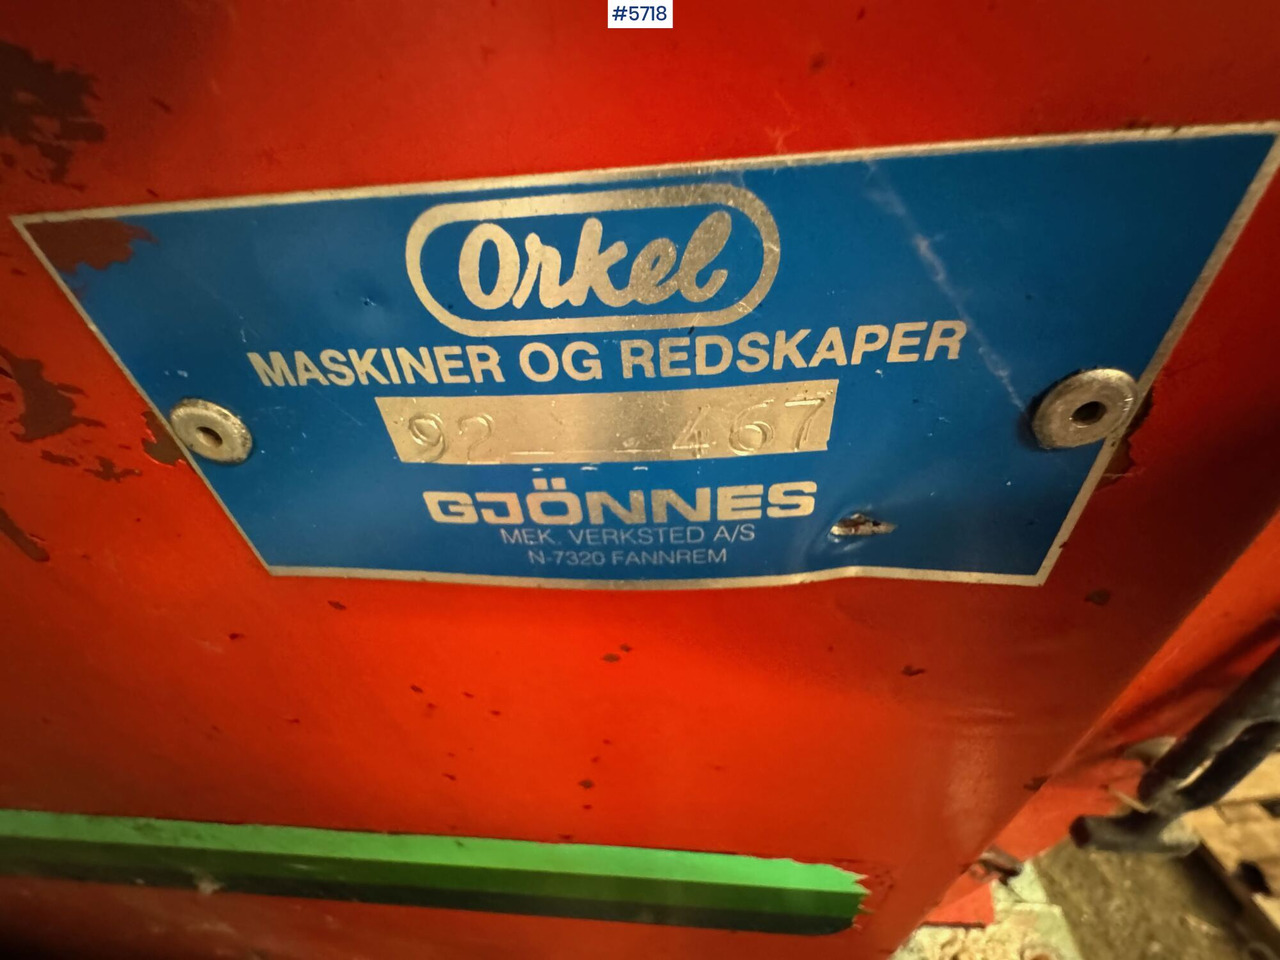 #5718
Orkel
MASKINER OG REDSKAPER
92 - - 467
GJÖNNES
MEK. VERKSTED A/S
N-7320 FANNREM